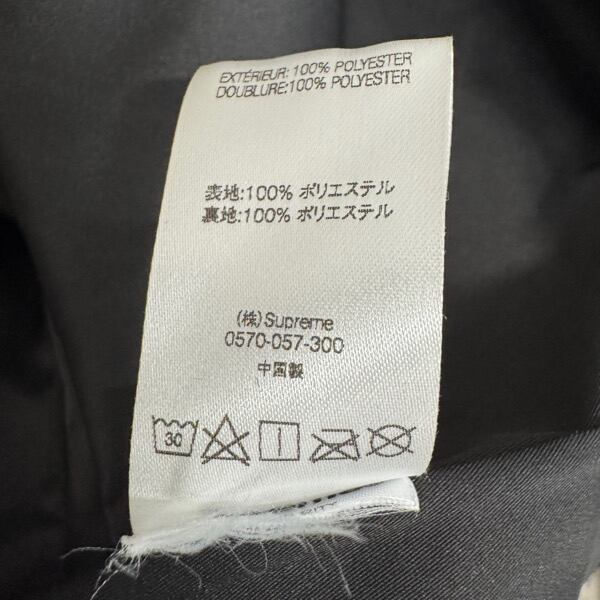 EXTÉRIEUR: 100% POLYESTER
DOUBLURE:100% POLYESTER
表地:100% ポリエステル
裏地:100% ポリエステル
(株)Supreme
0570-057-300
中国製
30